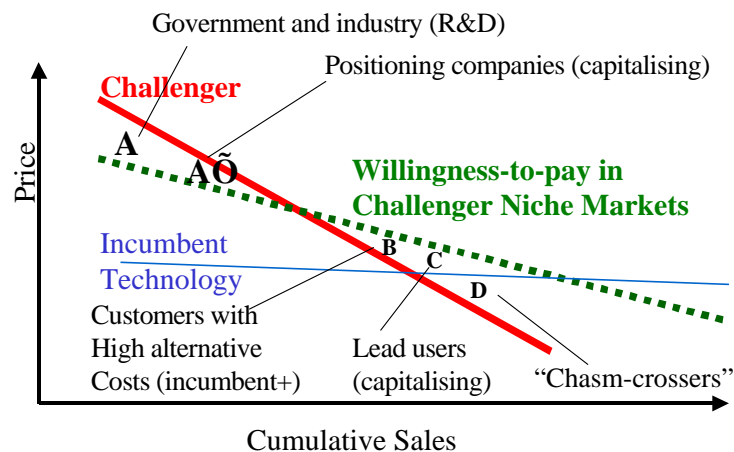 Government and industry (R&D)
Positioning companies (capitalising)
Challenger
A
AÕ
Price
Willingness-to-pay in
Challenger Niche Markets
Incumbent
Technology
B
C
D
Customers with
High alternative
Costs (incumbent+)
Lead users
(capitalising)
“Chasm-crossers”
Cumulative Sales